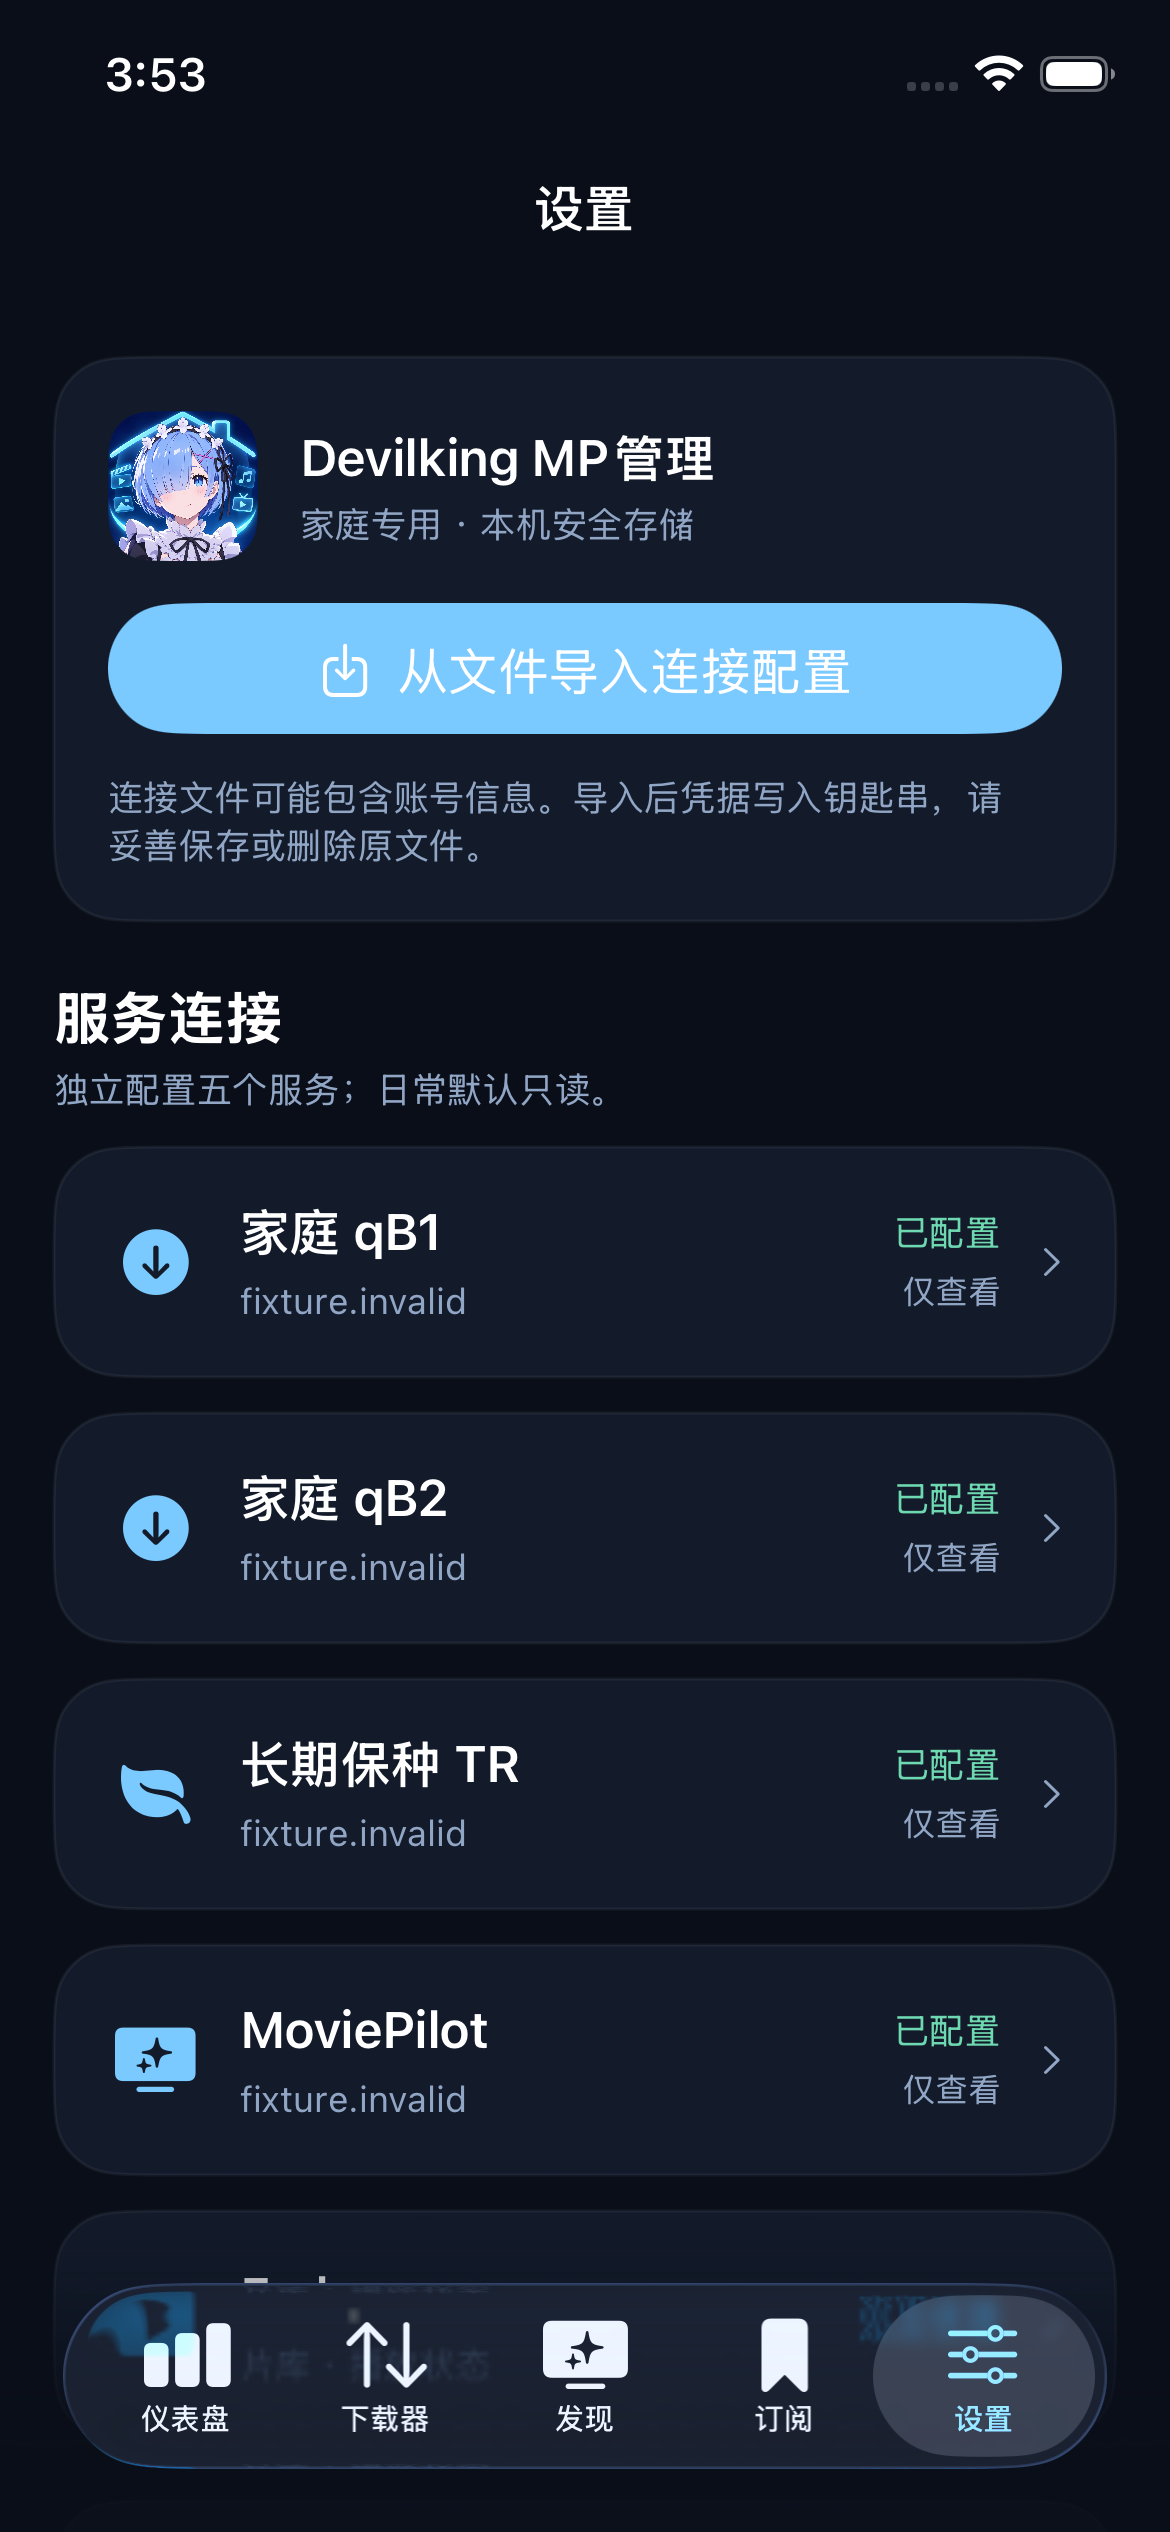 3:53
设置
Devilking MP管理
家庭专用 · 本机安全存储
从文件导入连接配置
连接文件可能包含账号信息。导入后凭据写入钥匙串，请
妥善保存或删除原文件。
服务连接
独立配置五个服务；日常默认只读。
家庭 qB1
已配置
fixture.invalid
仅查看
家庭 qB2
已配置
fixture.invalid
仅查看
长期保种 TR
已配置
fixture.invalid
仅查看
MoviePilot
已配置
fixture.invalid
仅查看
仪表盘
下载器
发现
订阅
设置